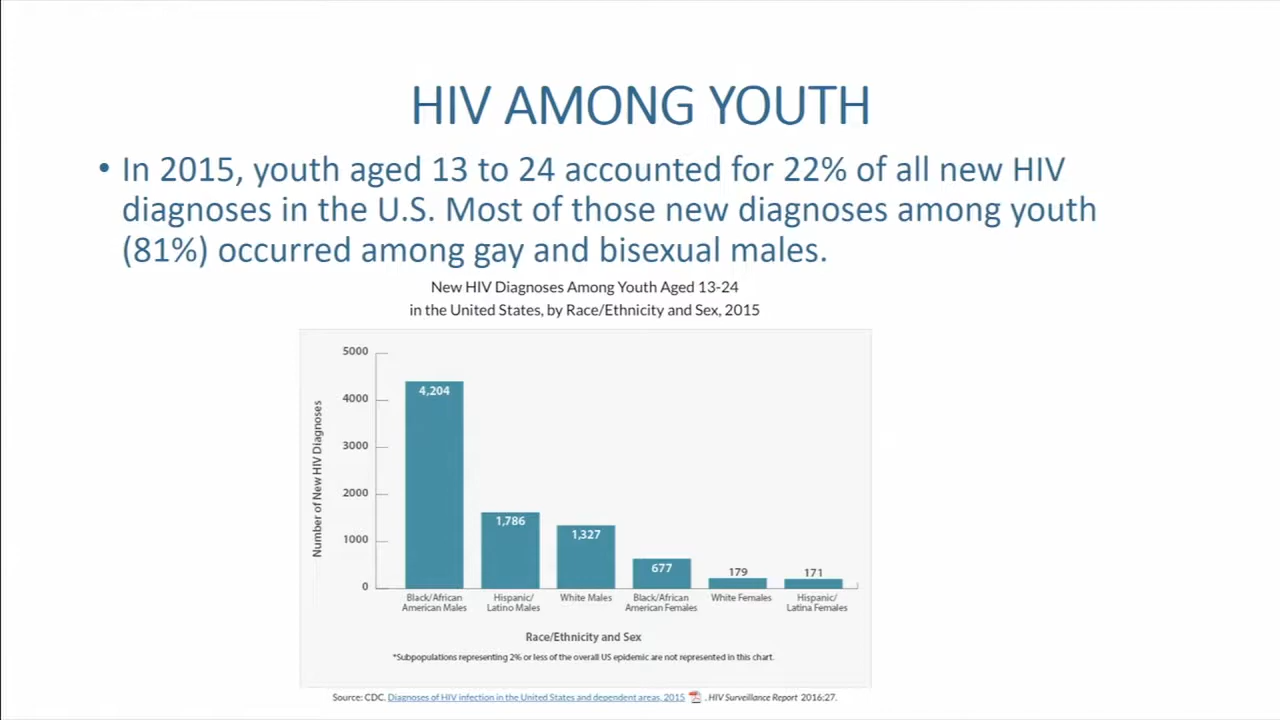 HIV AMONG YOUTH
• In 2015, youth aged 13 to 24 accounted for 22% of all new HIV
diagnoses in the U.S. Most of those new diagnoses among youth
(81%) occurred among gay and bisexual males.
New HIV Diagnoses Among Youth Aged 13-24
in the United States, by Race/Ethnicity and Sex, 2015
Number of New HIV Diagnoses
5000
4000
3000
2000
1000
0
4,204
1,786
1,327
677
179
171
Black/African
American Males
Hispanic/
Latino Males
White Males
Black/African
American Females
White Females
Hispanic/
Latina Females
Race/Ethnicity and Sex
*Subpopulations representing 2% or less of the overall US epidemic are not represented in this chart.
Source: CDC. Diagnoses of HIV infection in the United States and dependent areas, 2015 . HIV Surveillance Report 2016:27.